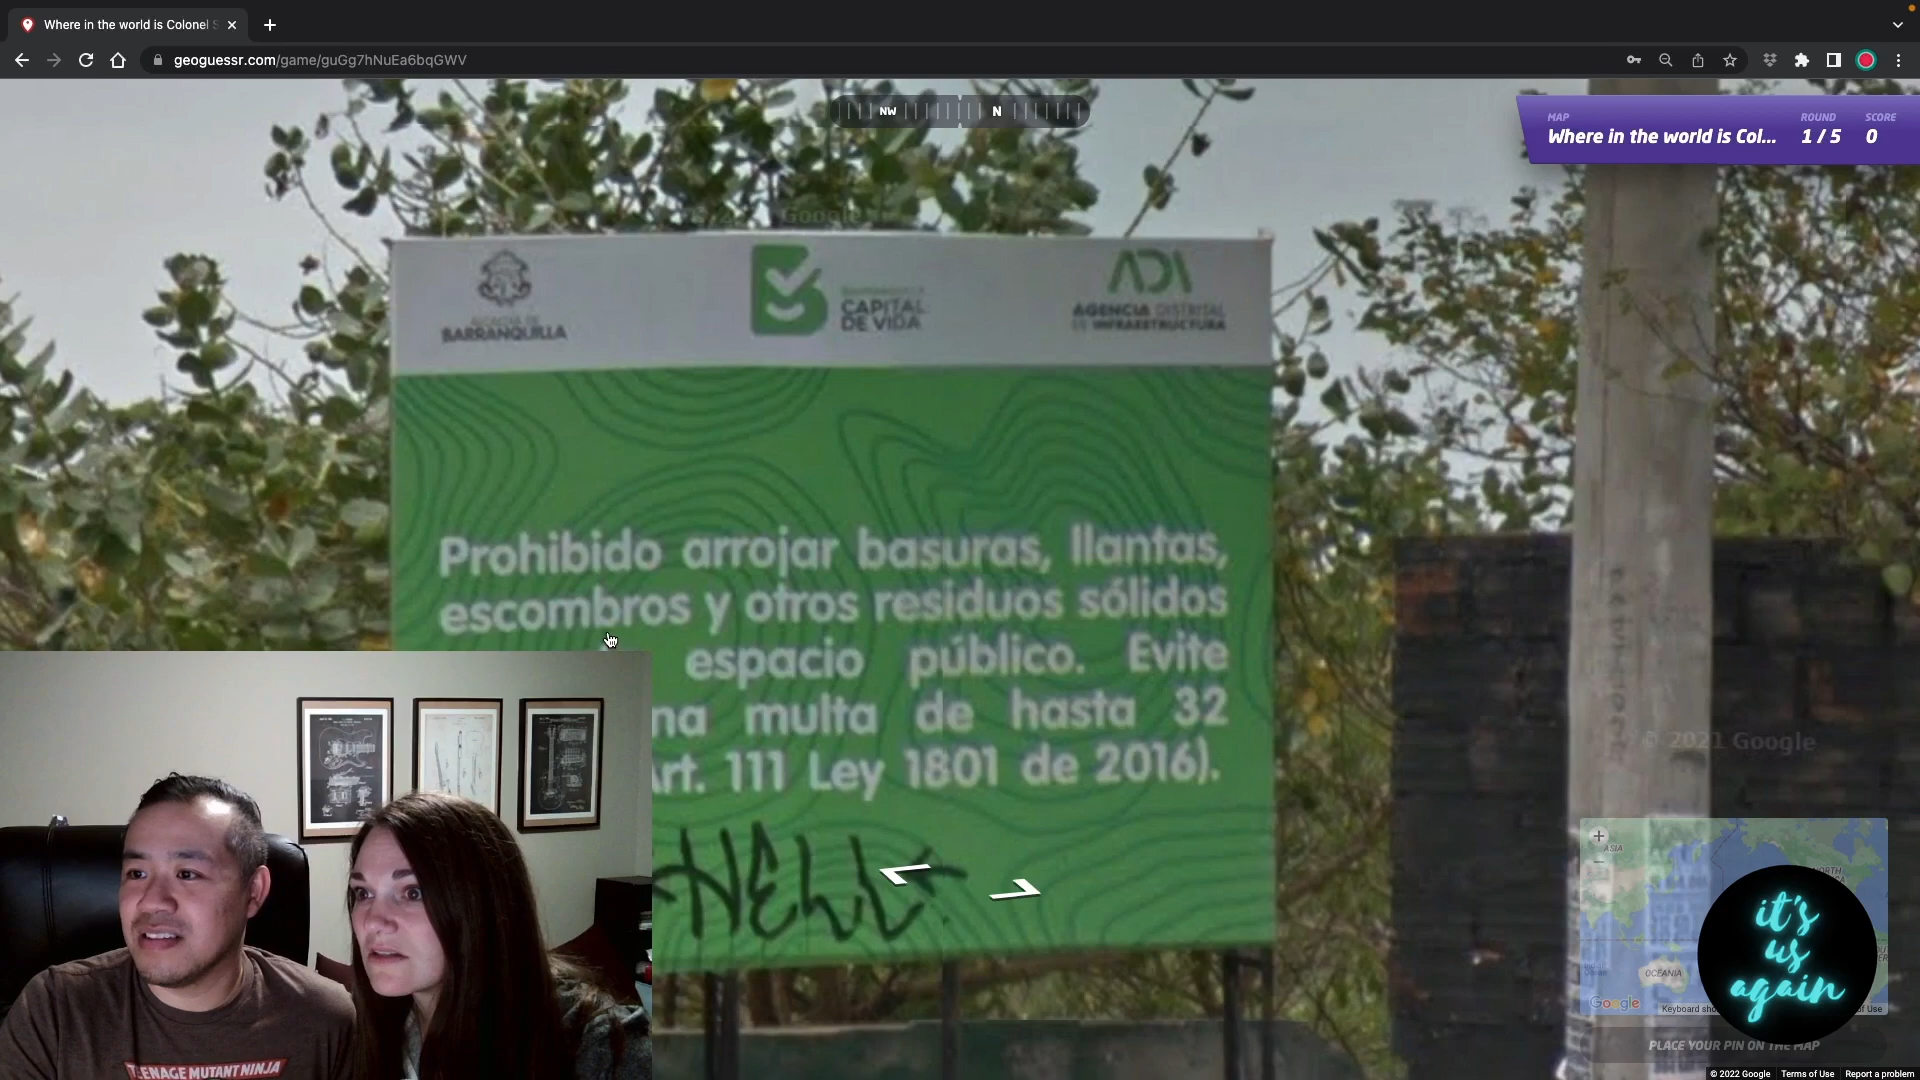 Where in the world is Colonel S
geoguessr.com/game/guGg7hNuEa6bqGWV
NW
N
MAP
ROUND
SCORE
Where in the world is Col...
1 / 5
0
Google
ALCALDÍA DE
BARRANQUILLA
CAPITAL
DE VIDA
ADI
AGENCIA DISTRITAL
DE INFRAESTRUCTURA
Prohibido arrojar basuras, llantas,
escombros y otros residuos sólidos
espacio público. Evite
na multa de hasta 32
Art. 111 Ley 1801 de 2016).
© 2021 Google
ASIA
OCEANIA
Google
it's
us
again
PLACE YOUR PIN ON THE MAP
TEENAGE MUTANT NINJA
© 2022 Google
Terms of Use
Report a problem